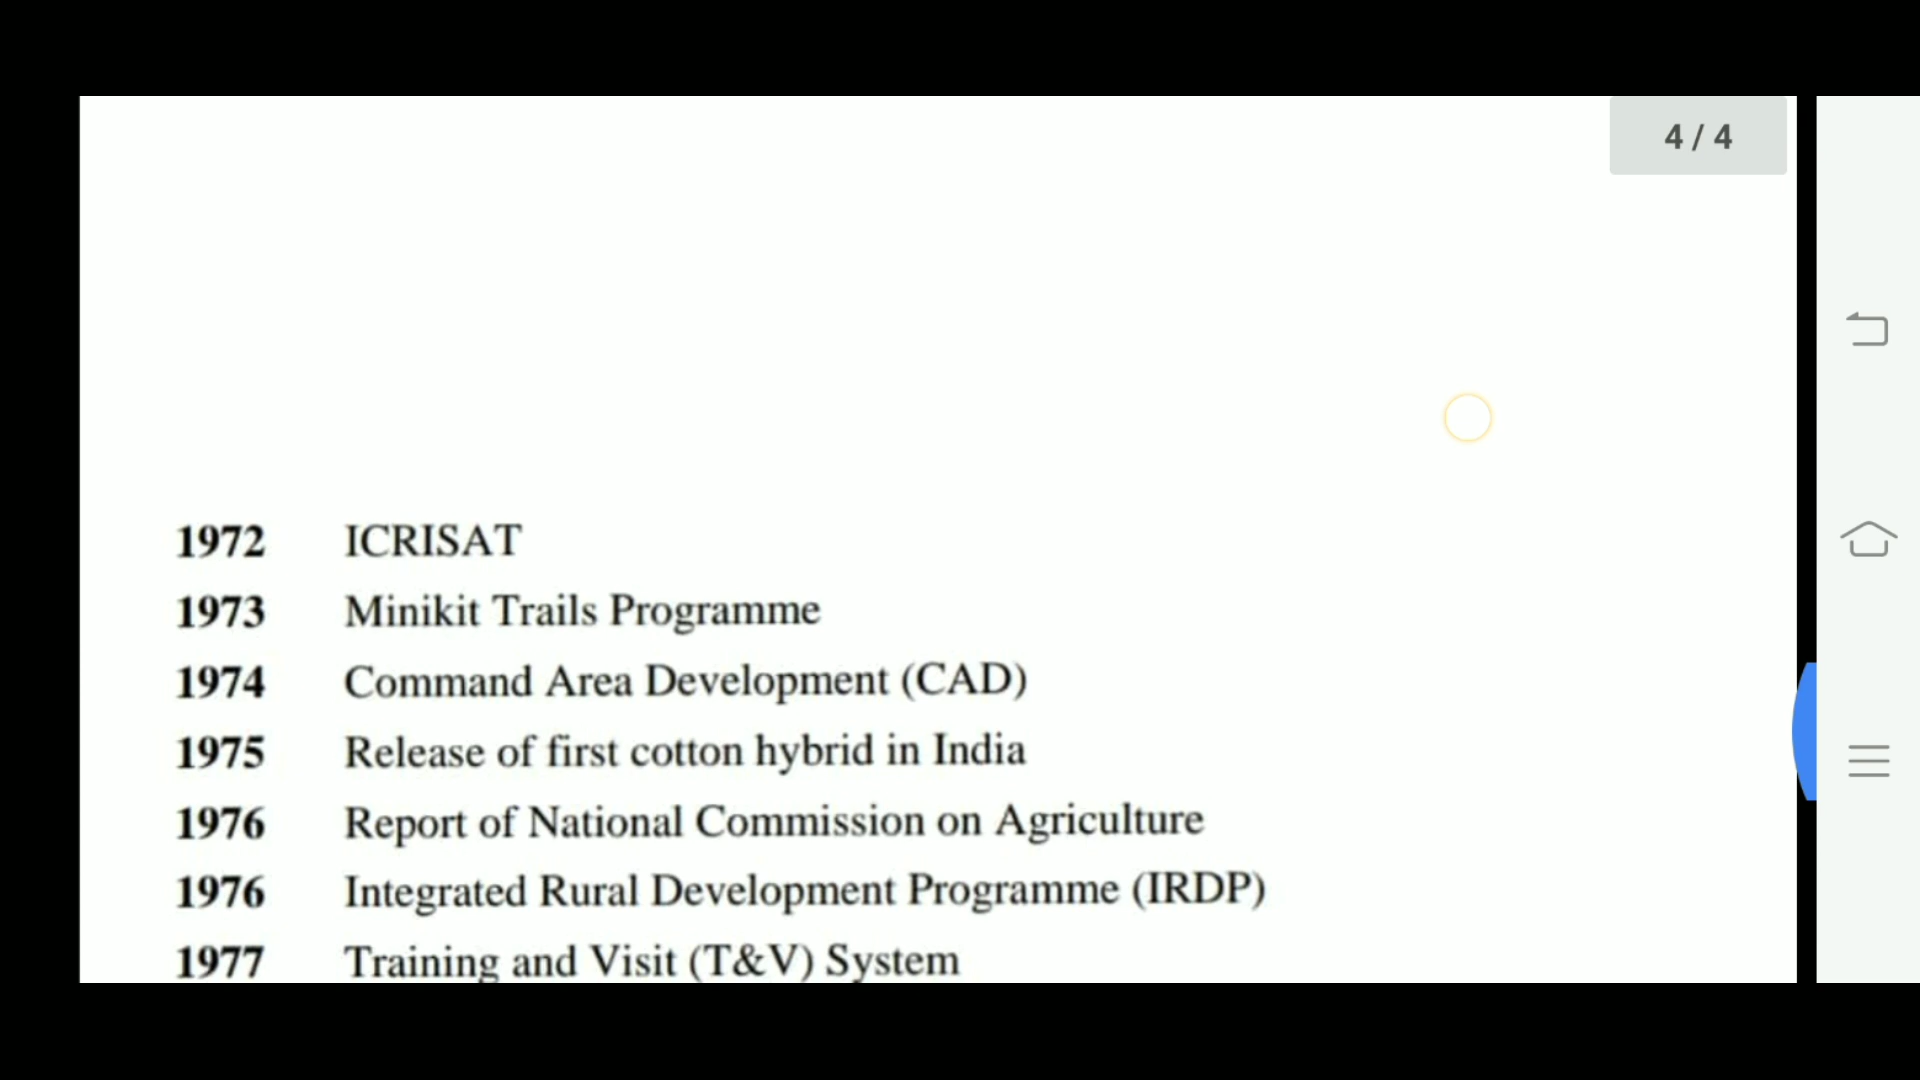 4 / 4
1972 ICRISAT
1973 Minikit Trails Programme
1974 Command Area Development (CAD)
1975 Release of first cotton hybrid in India
1976 Report of National Commission on Agriculture
1976 Integrated Rural Development Programme (IRDP)
1977 Training and Visit (T&V) System